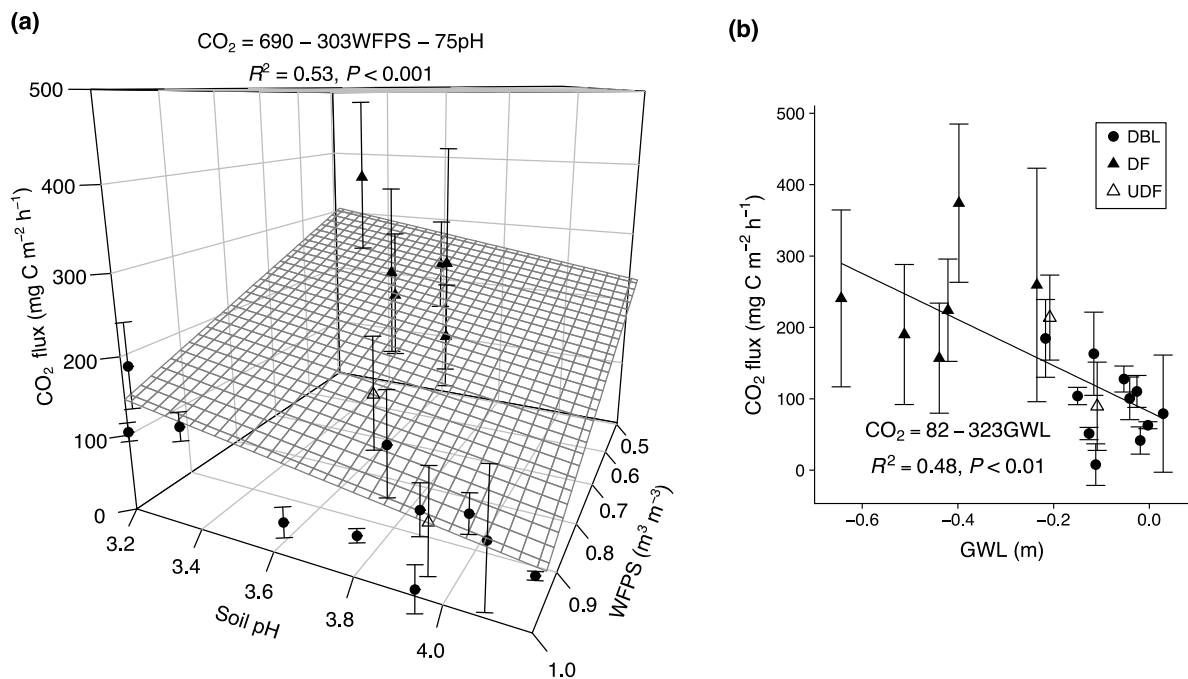 (a)
CO₂ = 690 – 303WFPS – 75pH
R² = 0.53, P < 0.001
500
400
300
200
100
0
CO₂ flux (mg C m⁻² h⁻¹)
3.2
3.4
3.6
3.8
4.0
Soil pH
0.5
0.6
0.7
0.8
0.9
1.0
WFPS (m³ m⁻³)
(b)
500
400
300
200
100
0
CO₂ flux (mg C m⁻² h⁻¹)
DBL
DF
UDF
CO₂ = 82 – 323GWL
R² = 0.48, P < 0.01
–0.6 –0.4 –0.2 0.0
GWL (m)